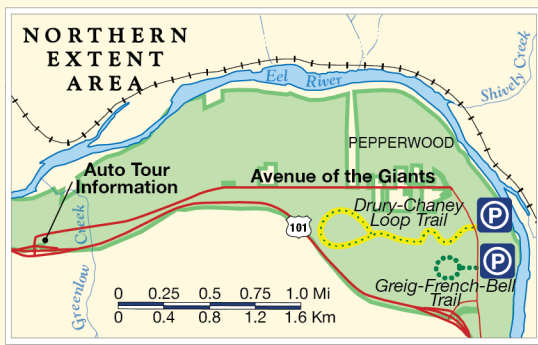 NORTHERN
EXTENT
AREA
Eel River
Shively Creek
PEPPERWOOD
Auto Tour
Information
Avenue of the Giants
Drury-Chaney
Loop Trail
P
101
P
Greig-French-Bell
Trail
Greenlow Creek
0 0.25 0.5 0.75 1.0 Mi
0 0.4 0.8 1.2 1.6 Km